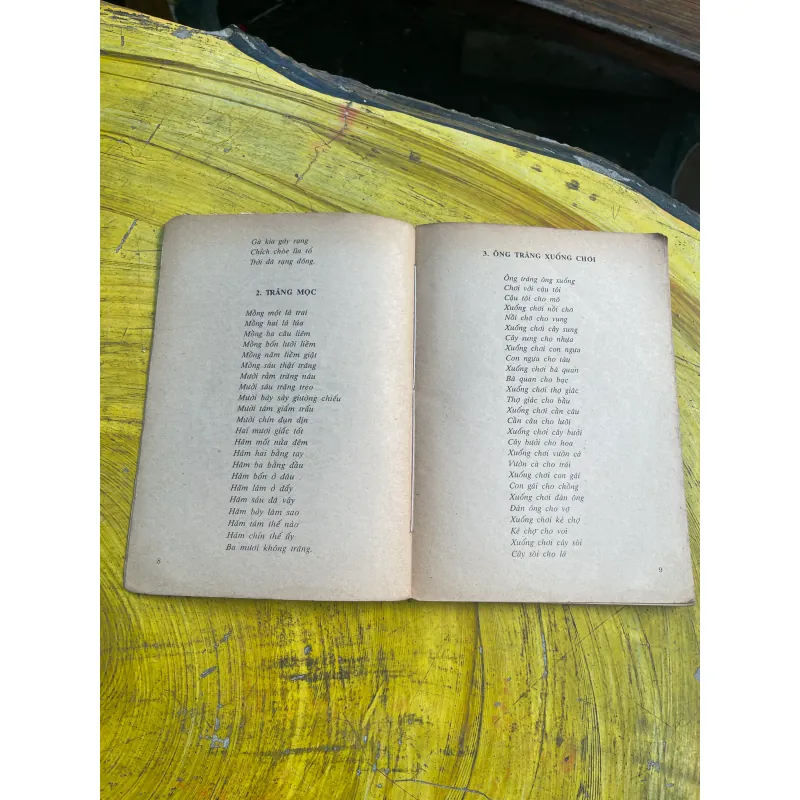 Gà kia gáy rang
Chích chòe lìa tổ
Trời đã rạng đông.
2. TRĂNG MỌC
Mồng một lá trai
Mồng hai lá lúa
Mồng ba câu liêm
Mồng bốn lưỡi liềm
Mồng năm liềm giật
Mồng sáu thật trăng
Mười rằm trăng náu
Mười sáu trăng treo
Mười bảy sảy giường chiếu
Mười tám giấm trấu
Mười chín đụn dịn
Hai mươi giấc tốt
Hăm mốt nửa đêm
Hăm hai bằng tay
Hăm ba bằng đầu
Hăm bốn ở đâu
Hăm lăm ở đấy
Hăm sáu đã vậy
Hăm bảy làm sao
Hăm tám thế nào
Hăm chín thế ấy
Ba mươi không trăng.
8
3. ÔNG TRĂNG XUỐNG CHƠI
Ông trăng ông xuống
Chơi với cậu tôi
Cậu tôi cho mõ
Xuống chơi nồi chõ
Nồi chõ cho vung
Xuống chơi cây sung
Cây sung cho nhựa
Xuống chơi con ngựa
Con ngựa cho tàu
Xuống chơi bà quan
Bà quan cho bạc
Xuống chơi thợ giác
Thợ giác cho bầu
Xuống chơi cần câu
Cần câu cho lưỡi
Xuống chơi cây bưởi
Cây bưởi cho hoa
Xuống chơi vườn cà
Vườn cà cho trái
Xuống chơi con gái
Con gái cho chồng
Xuống chơi đàn ông
Đàn ông cho vợ
Xuống chơi kẻ chợ
Kẻ chợ cho voi
Xuống chơi cây sòi
Cây sòi cho lá
9